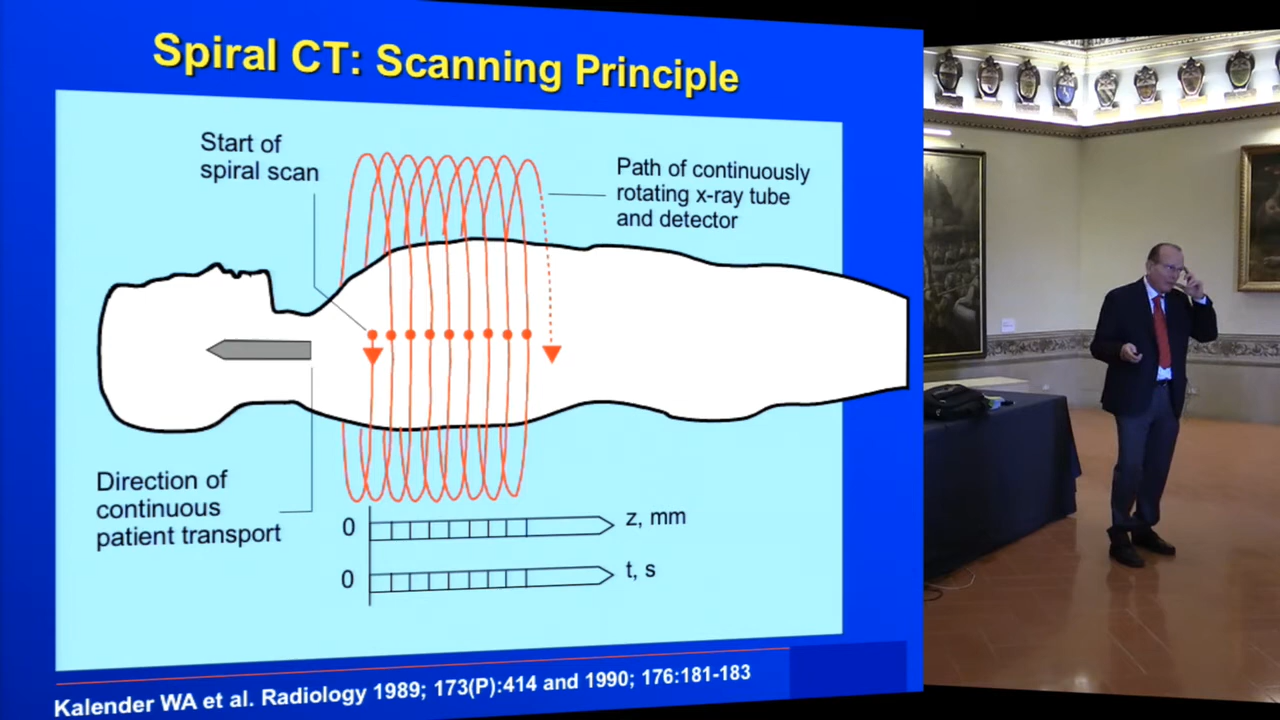 Spiral CT: Scanning Principle
Start of
spiral scan
Path of continuously
rotating x-ray tube
and detector
Direction of
continuous
patient transport
0
z, mm
0
t, s
Kalender WA et al. Radiology 1989; 173(P):414 and 1990; 176:181-183